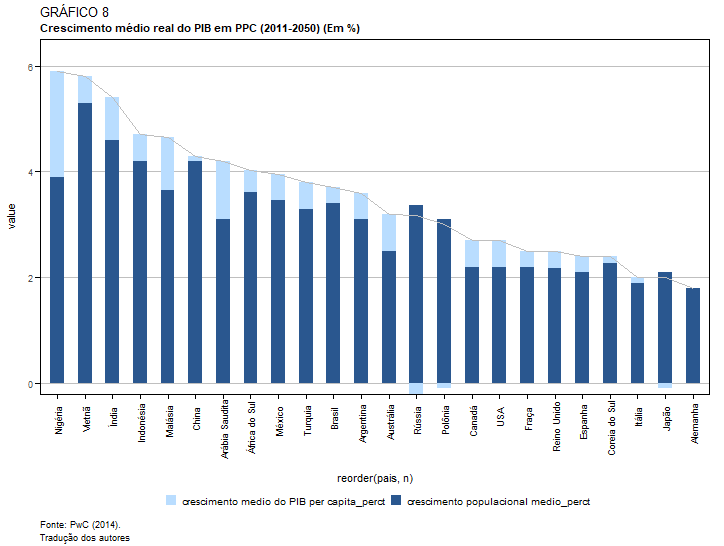 GRÁFICO 8
Crescimento médio real do PIB em PPC (2011-2050) (Em %)
value
6
4
2
0
Nigéria
Vietnã
Índia
Indonésia
Malásia
China
Arábia Saudita
África do Sul
México
Turquia
Brasil
Argentina
Austrália
Rússia
Polônia
Canadá
USA
Fraça
Reino Unido
Espanha
Coreia do Sul
Itália
Japão
Alemanha
reorder(pais, n)
crescimento medio do PIB per capita_perct
crescimento populacional medio_perct
Fonte: PwC (2014).
Tradução dos autores